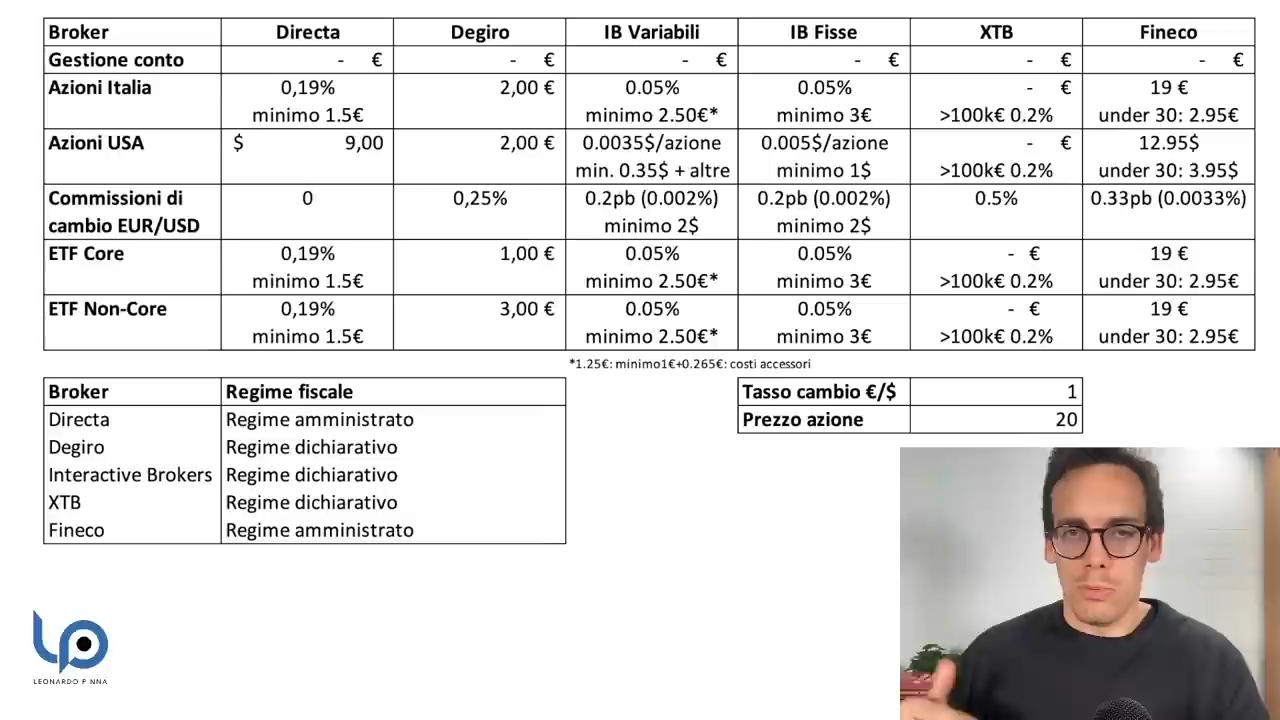 Broker Directa Degiro IB Variabili IB Fisse XTB Fineco
Gestione conto - € - € - € - € - € - €
Azioni Italia 0,19% 2,00 € 0.05% 0.05% - € 19 €
minimo 1.5€ minimo 2.50€* minimo 3€ >100k€ 0.2% under 30: 2.95€
Azioni USA $ 9,00 2,00 € 0.0035$/azione 0.005$/azione - € 12.95$
min. 0.35$ + altre minimo 1$ >100k€ 0.2% under 30: 3.95$
Commissioni di 0 0,25% 0.2pb (0.002%) 0.2pb (0.002%) 0.5% 0.33pb (0.0033%)
cambio EUR/USD minimo 2$ minimo 2$
ETF Core 0,19% 1,00 € 0.05% 0.05% - € 19 €
minimo 1.5€ minimo 2.50€* minimo 3€ >100k€ 0.2% under 30: 2.95€
ETF Non-Core 0,19% 3,00 € 0.05% 0.05% - € 19 €
minimo 1.5€ minimo 2.50€* minimo 3€ >100k€ 0.2% under 30: 2.95€
*1.25€: minimo1€+0.265€: costi accessori
Broker Regime fiscale
Directa Regime amministrato
Degiro Regime dichiarativo
Interactive Brokers Regime dichiarativo
XTB Regime dichiarativo
Fineco Regime amministrato
Tasso cambio €/$ 1
Prezzo azione 20
LEONARDO P NNA